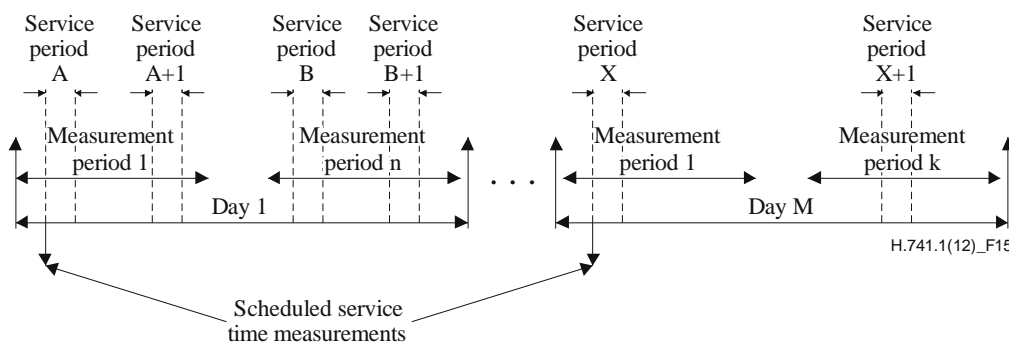 Service period A
Service period A+1
Service period B
Service period B+1
Service period X
Service period X+1
Measurement period 1
Measurement period n
Measurement period 1
Measurement period k
. . .
Day 1
Day M
H.741.1(12)_F15
Scheduled service
time measurements